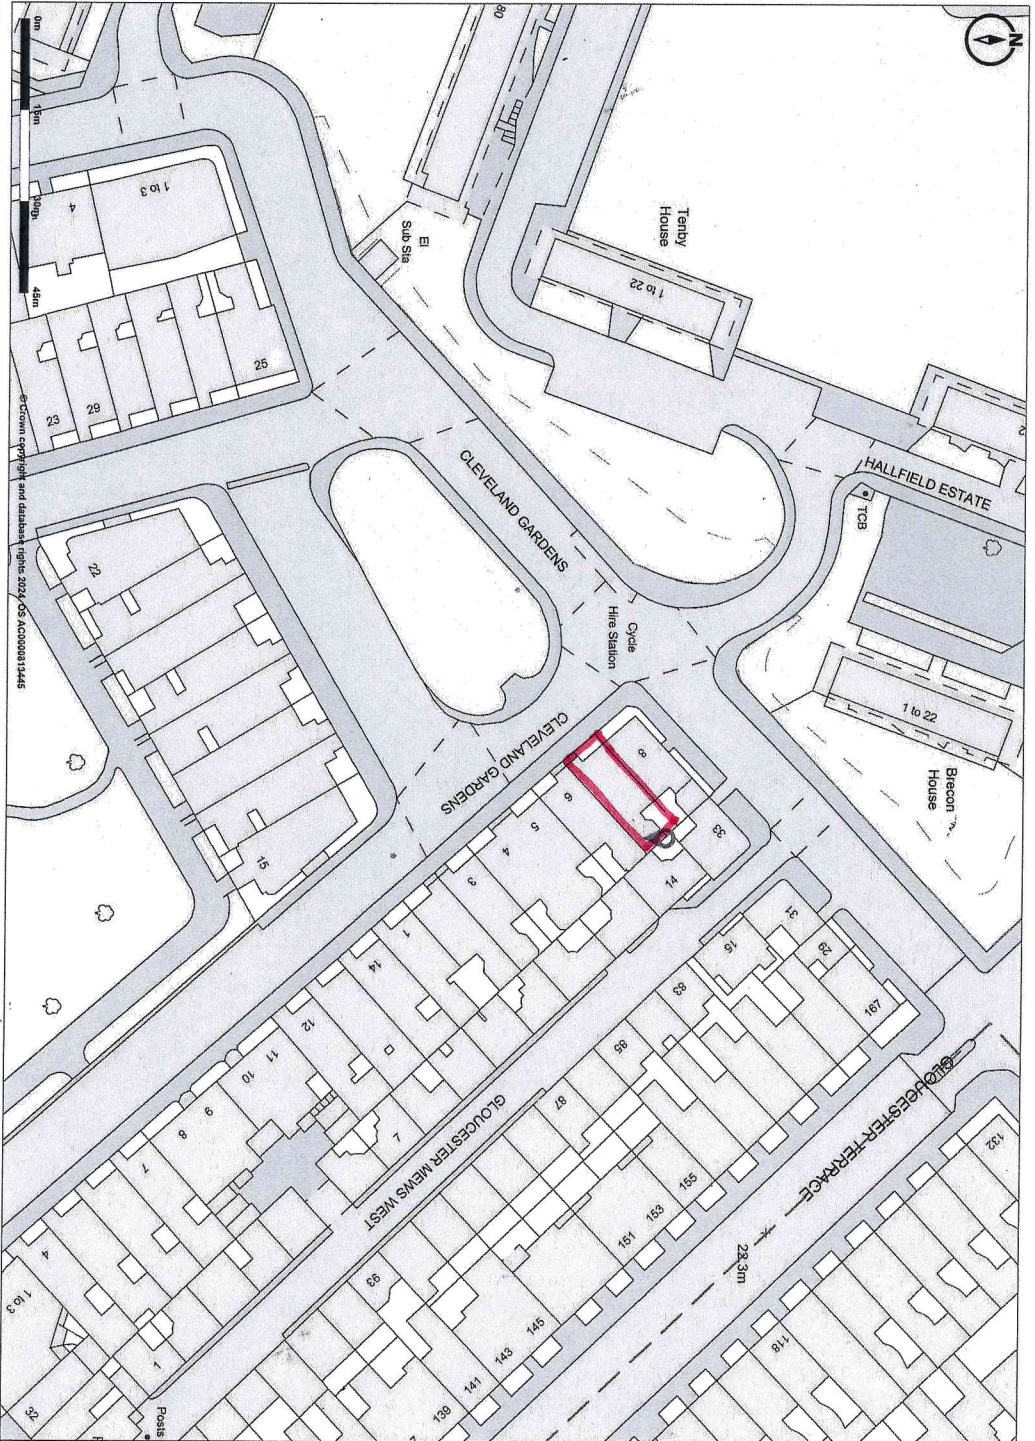 N
0m
15m
30m
45m
80
1 to 3
4
El
Sub Sta
Tenby
House
1 to 22
25
29
23
HALLFIELD ESTATE
TCB
CLEVELAND GARDENS
Cycle
Hire Station
1 to 22
Brecon
House
22
15
CLEVELAND GARDENS
8
6
5
4
3
1
14
12
11
10
9
8
7
4
1 to 3
33
14
15
31
29
167
83
85
87
7
GLOUCESTER MEWS WEST
GLOUCESTER TERRACE
132
155
153
151
145
143
141
139
93
22.3m
118
1
32
Posts
© Crown copyright and database rights 2024. OS AC0000813445